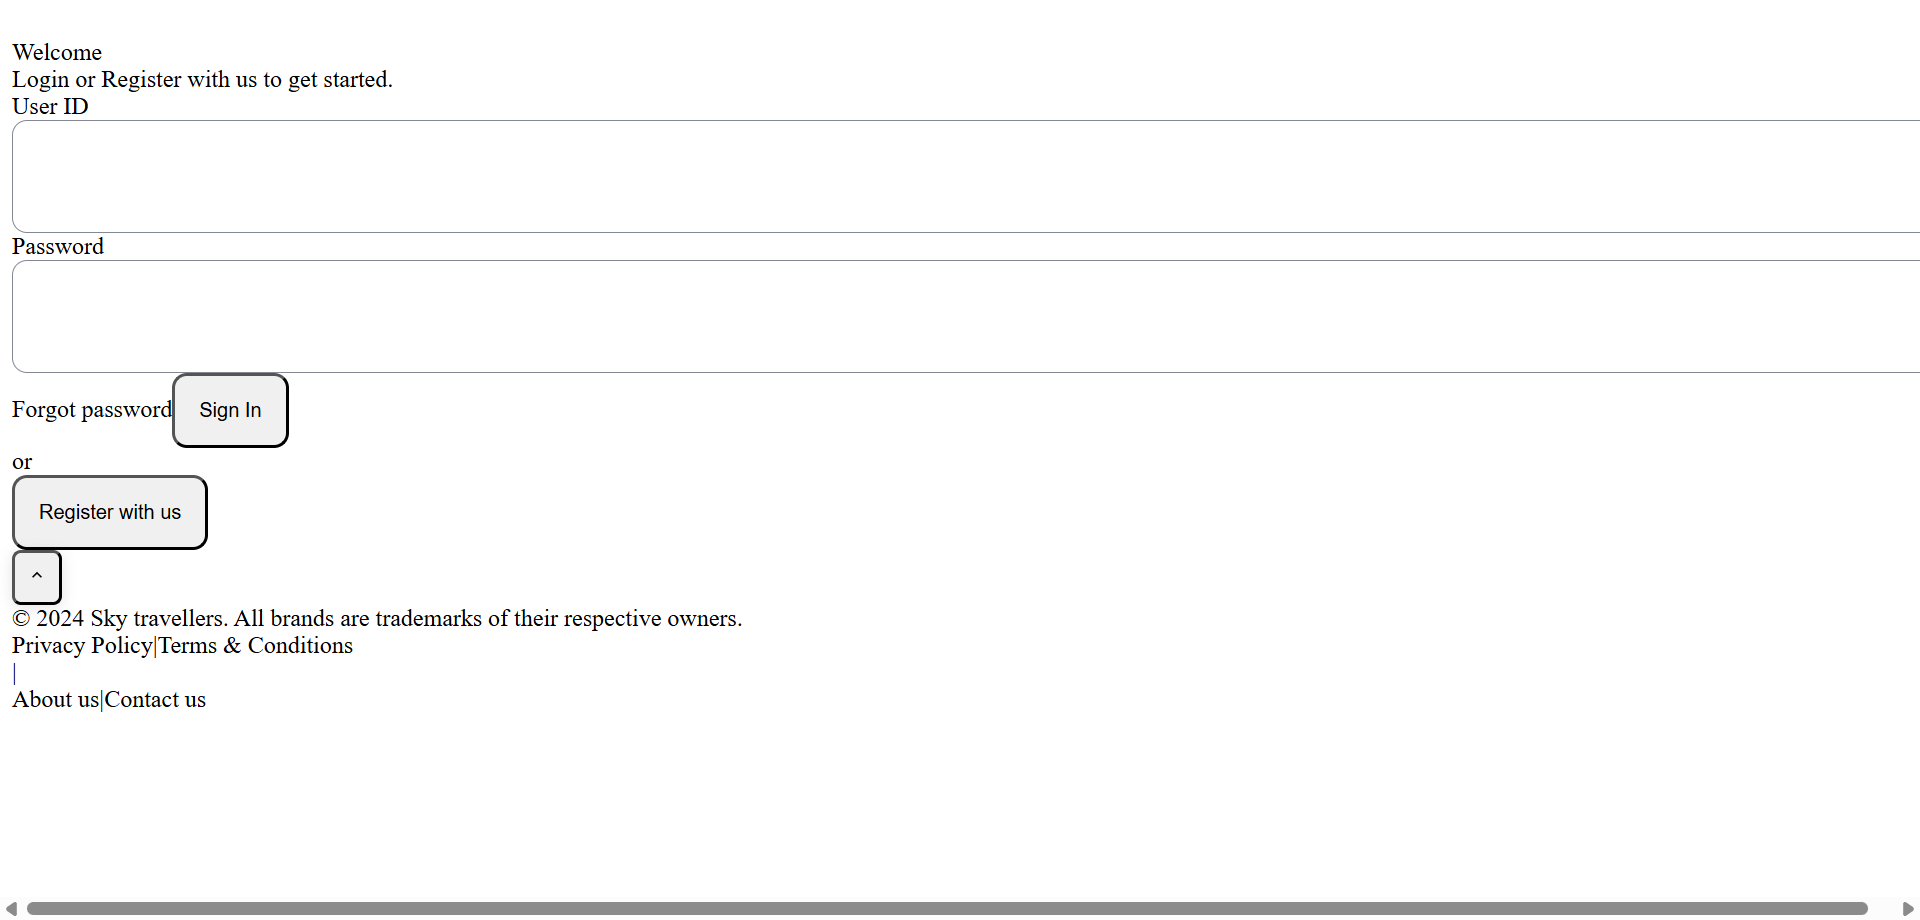 Welcome
Login or Register with us to get started.
User ID
Password
Forgot password Sign In
or
Register with us
© 2024 Sky travellers. All brands are trademarks of their respective owners.
Privacy Policy|Terms & Conditions
|
About us|Contact us